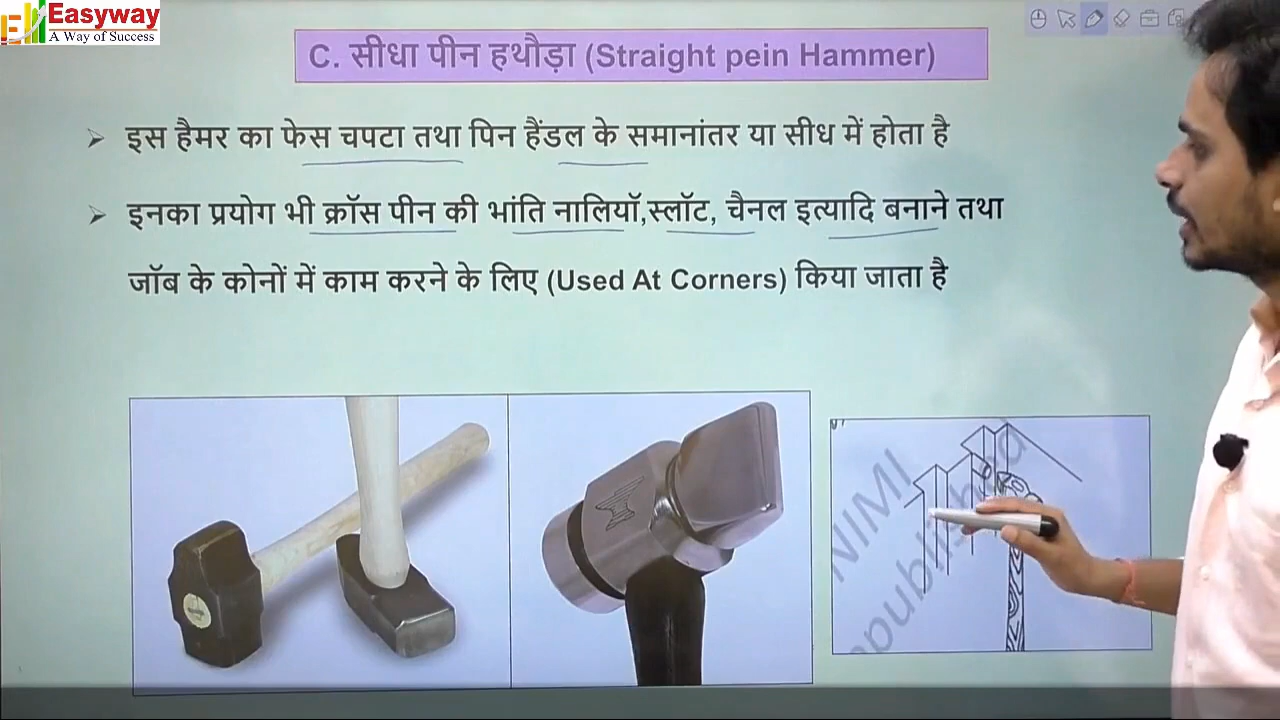 Easyway
A Way of Success
C. सीधा पीन हथौड़ा (Straight pein Hammer)
➢ इस हैमर का फेस चपटा तथा पिन हैंडल के समानांतर या सीध में होता है
➢ इनका प्रयोग भी क्रॉस पीन की भांति नालियॉ,स्लॉट, चैनल इत्यादि बनाने तथा
जॉब के कोनों में काम करने के लिए (Used At Corners) किया जाता है
NIMI
published